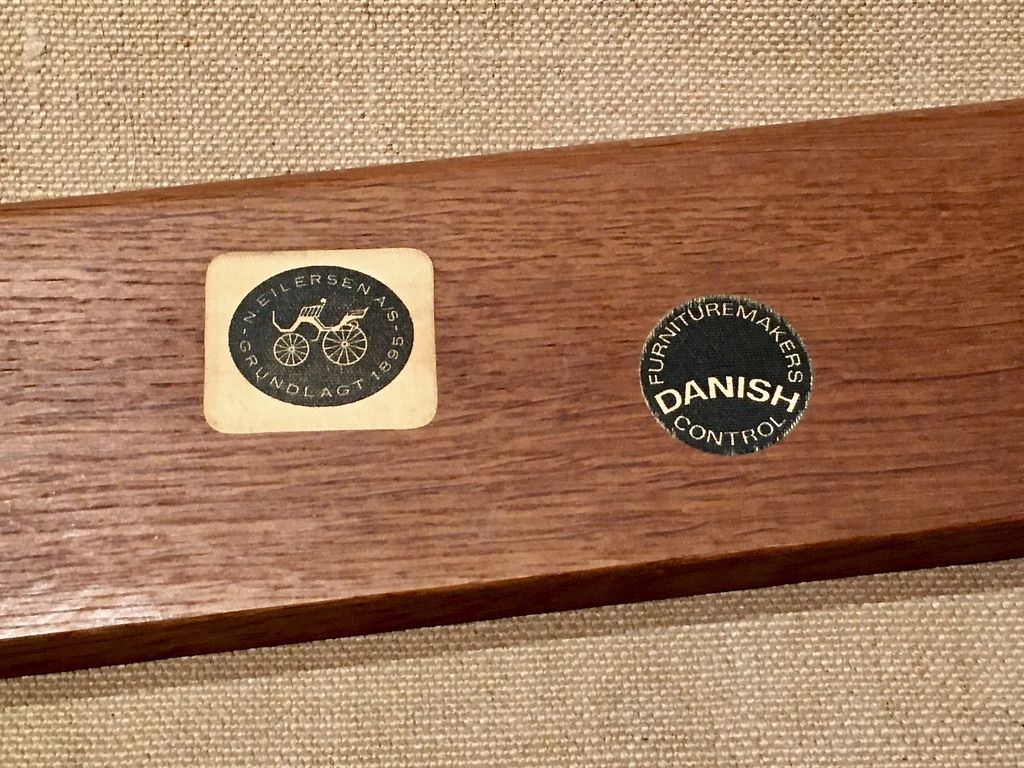 - N. EILERSEN A/S -
GRUNDLAGT 1895
FURNITUREMAKERS
DANISH
CONTROL